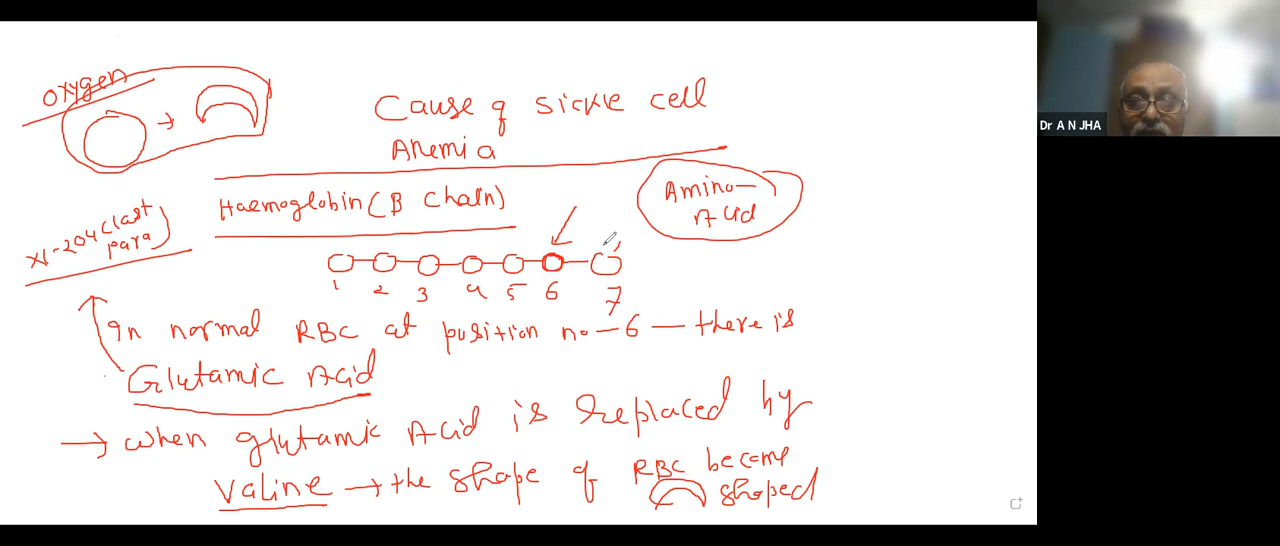 oxygen
Cause of Sickle cell
Anemia
Haemoglobin (B Chain)
Amino-
Acid
XI-204 (last
para)
1 2 3 4 5 6 7
In normal RBC at position no-6- there is
Glutamic Acid
→ when glutamic Acid is replaced by
Valine → the shape of RBC become
shaped
Dr A N JHA